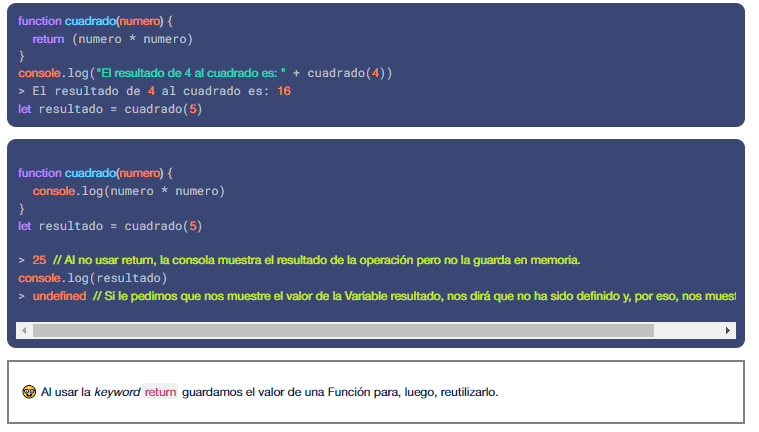 function cuadrado(numero) {
  return (numero * numero)
}
console.log("El resultado de 4 al cuadrado es: " + cuadrado(4))
> El resultado de 4 al cuadrado es: 16
let resultado = cuadrado(5)
function cuadrado(numero) {
  console.log(numero * numero)
}
let resultado = cuadrado(5)
> 25 // Al no usar return, la consola muestra el resultado de la operación pero no la guarda en memoria.
console.log(resultado)
> undefined // Si le pedimos que nos muestre el valor de la Variable resultado, nos dirá que no ha sido definido y, por eso, nos
Al usar la keyword return guardamos el valor de una Función para, luego, reutilizarlo.